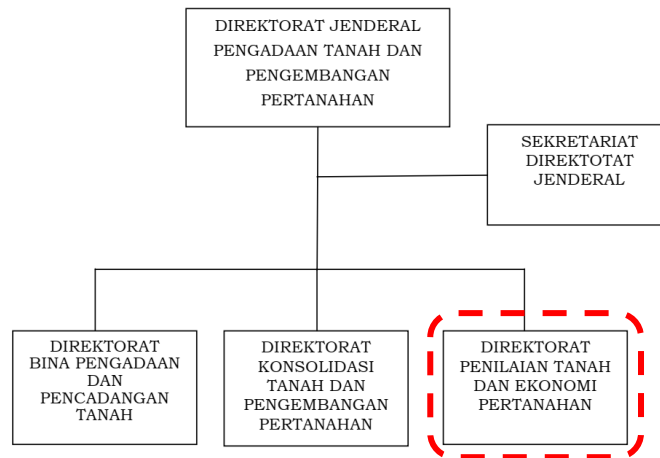 DIREKTORAT JENDERAL
PENGADAAN TANAH DAN
PENGEMBANGAN
PERTANAHAN
SEKRETARIAT
DIREKTOTAT
JENDERAL
DIREKTORAT
BINA PENGADAAN
DAN
PENCADANGAN
TANAH
DIREKTORAT
KONSOLIDASI
TANAH DAN
PENGEMBANGAN
PERTANAHAN
DIREKTORAT
PENILAIAN TANAH
DAN EKONOMI
PERTANAHAN